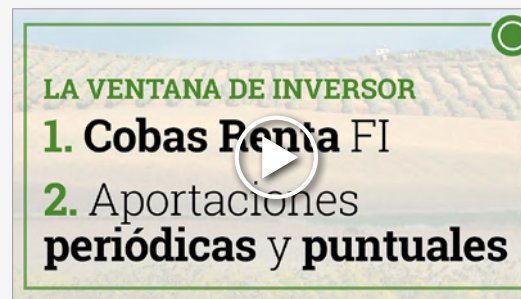 LA VENTANA DE INVERSOR
1. Cobas Renta FI
2. Aportaciones
periódicas y puntuales